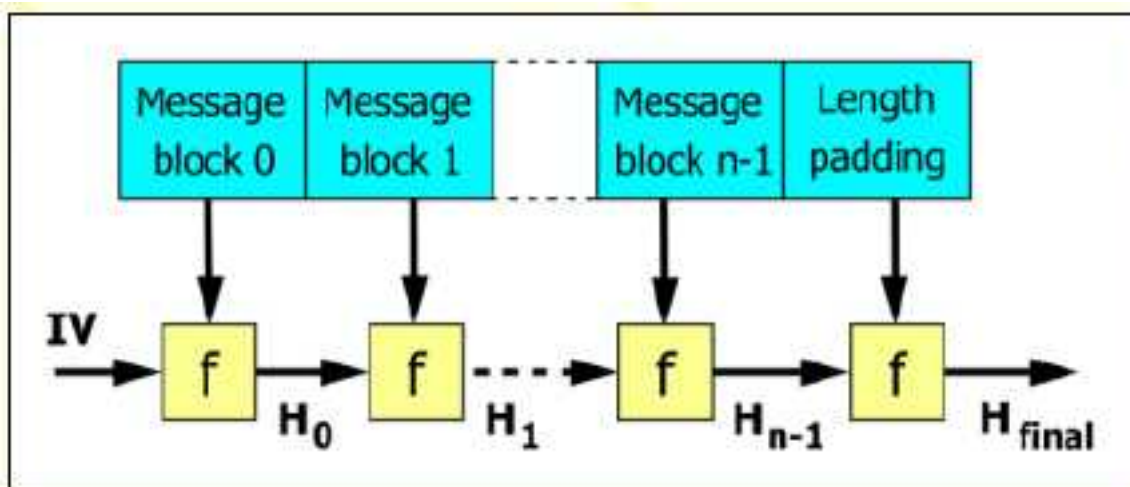 Message
block 0
Message
block 1
Message
block n-1
Length
padding
IV
f
f
f
f
H0
H1
Hn-1
Hfinal